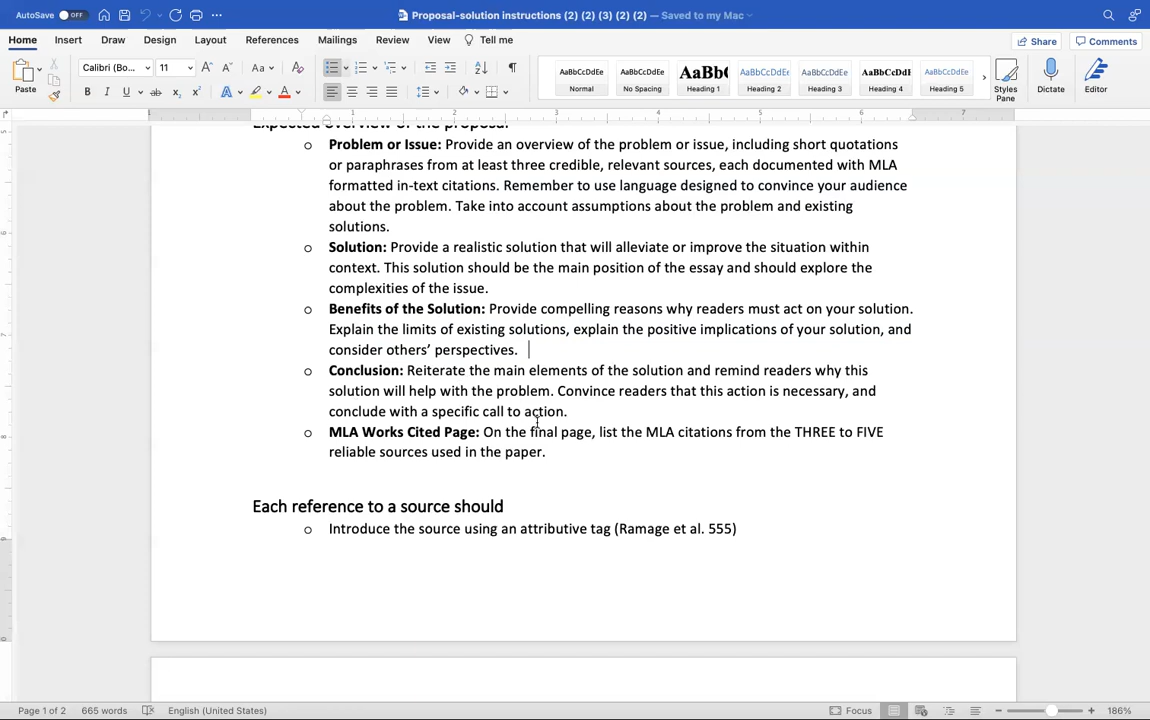 AutoSave OFF
Proposal-solution instructions (2) (2) (3) (2) (2) — Saved to my Mac
Home Insert Draw Design Layout References Mailings Review View Tell me
Share Comments
Paste
Calibri (Bo... 11
AaBbCcDdEe
Normal
AaBbCcDdEe
No Spacing
AaBb(
Heading 1
AaBbCcDdEe
Heading 2
AaBbCcDdEe
Heading 3
AaBbCcDdI
Heading 4
AaBbCcDdEe
Heading 5
Styles
Pane
Dictate
Editor
1 1 2 3 4 5 6 7
Expected overview of the proposal
o Problem or Issue: Provide an overview of the problem or issue, including short quotations
or paraphrases from at least three credible, relevant sources, each documented with MLA
formatted in-text citations. Remember to use language designed to convince your audience
about the problem. Take into account assumptions about the problem and existing
solutions.
o Solution: Provide a realistic solution that will alleviate or improve the situation within
context. This solution should be the main position of the essay and should explore the
complexities of the issue.
o Benefits of the Solution: Provide compelling reasons why readers must act on your solution.
Explain the limits of existing solutions, explain the positive implications of your solution, and
consider others’ perspectives.
o Conclusion: Reiterate the main elements of the solution and remind readers why this
solution will help with the problem. Convince readers that this action is necessary, and
conclude with a specific call to action.
o MLA Works Cited Page: On the final page, list the MLA citations from the THREE to FIVE
reliable sources used in the paper.
Each reference to a source should
o Introduce the source using an attributive tag (Ramage et al. 555)
Page 1 of 2 665 words English (United States) Focus 186%